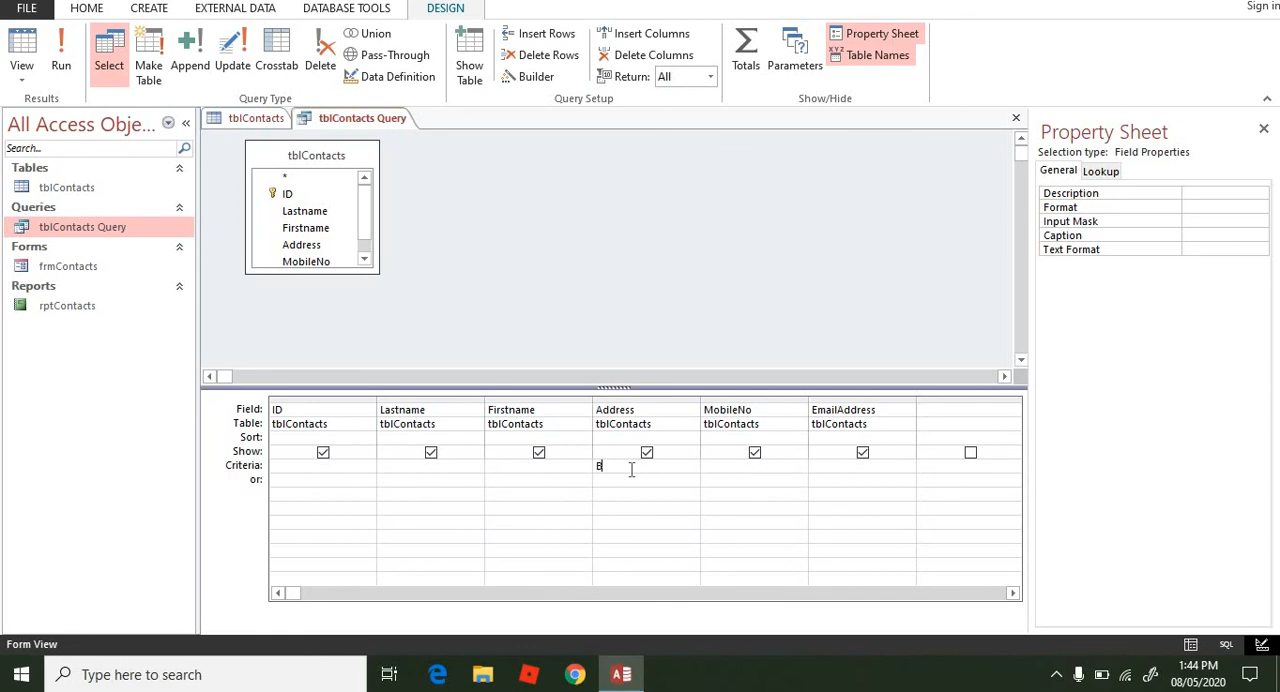 FILE HOME CREATE EXTERNAL DATA DATABASE TOOLS DESIGN Sign in
View
Run
Select
Make Table
Append
Update
Crosstab
Delete
Union
Pass-Through
Data Definition
Show Table
Insert Rows
Delete Rows
Builder
Insert Columns
Delete Columns
Return: All
Totals
Parameters
Property Sheet
XYZ Table Names
Results Query Type Query Setup Show/Hide
All Access Obje...
Search...
Tables
tblContacts
Queries
tblContacts Query
Forms
frmContacts
Reports
rptContacts
tblContacts tblContacts Query
tblContacts
*
ID
Lastname
Firstname
Address
MobileNo
Field: ID Lastname Firstname Address MobileNo EmailAddress
Table: tblContacts tblContacts tblContacts tblContacts tblContacts tblContacts
Sort:
Show:
Criteria: B
or:
Property Sheet
Selection type: Field Properties
General Lookup
Description
Format
Input Mask
Caption
Text Format
Form View SQL
Type here to search
1:44 PM
08/05/2020